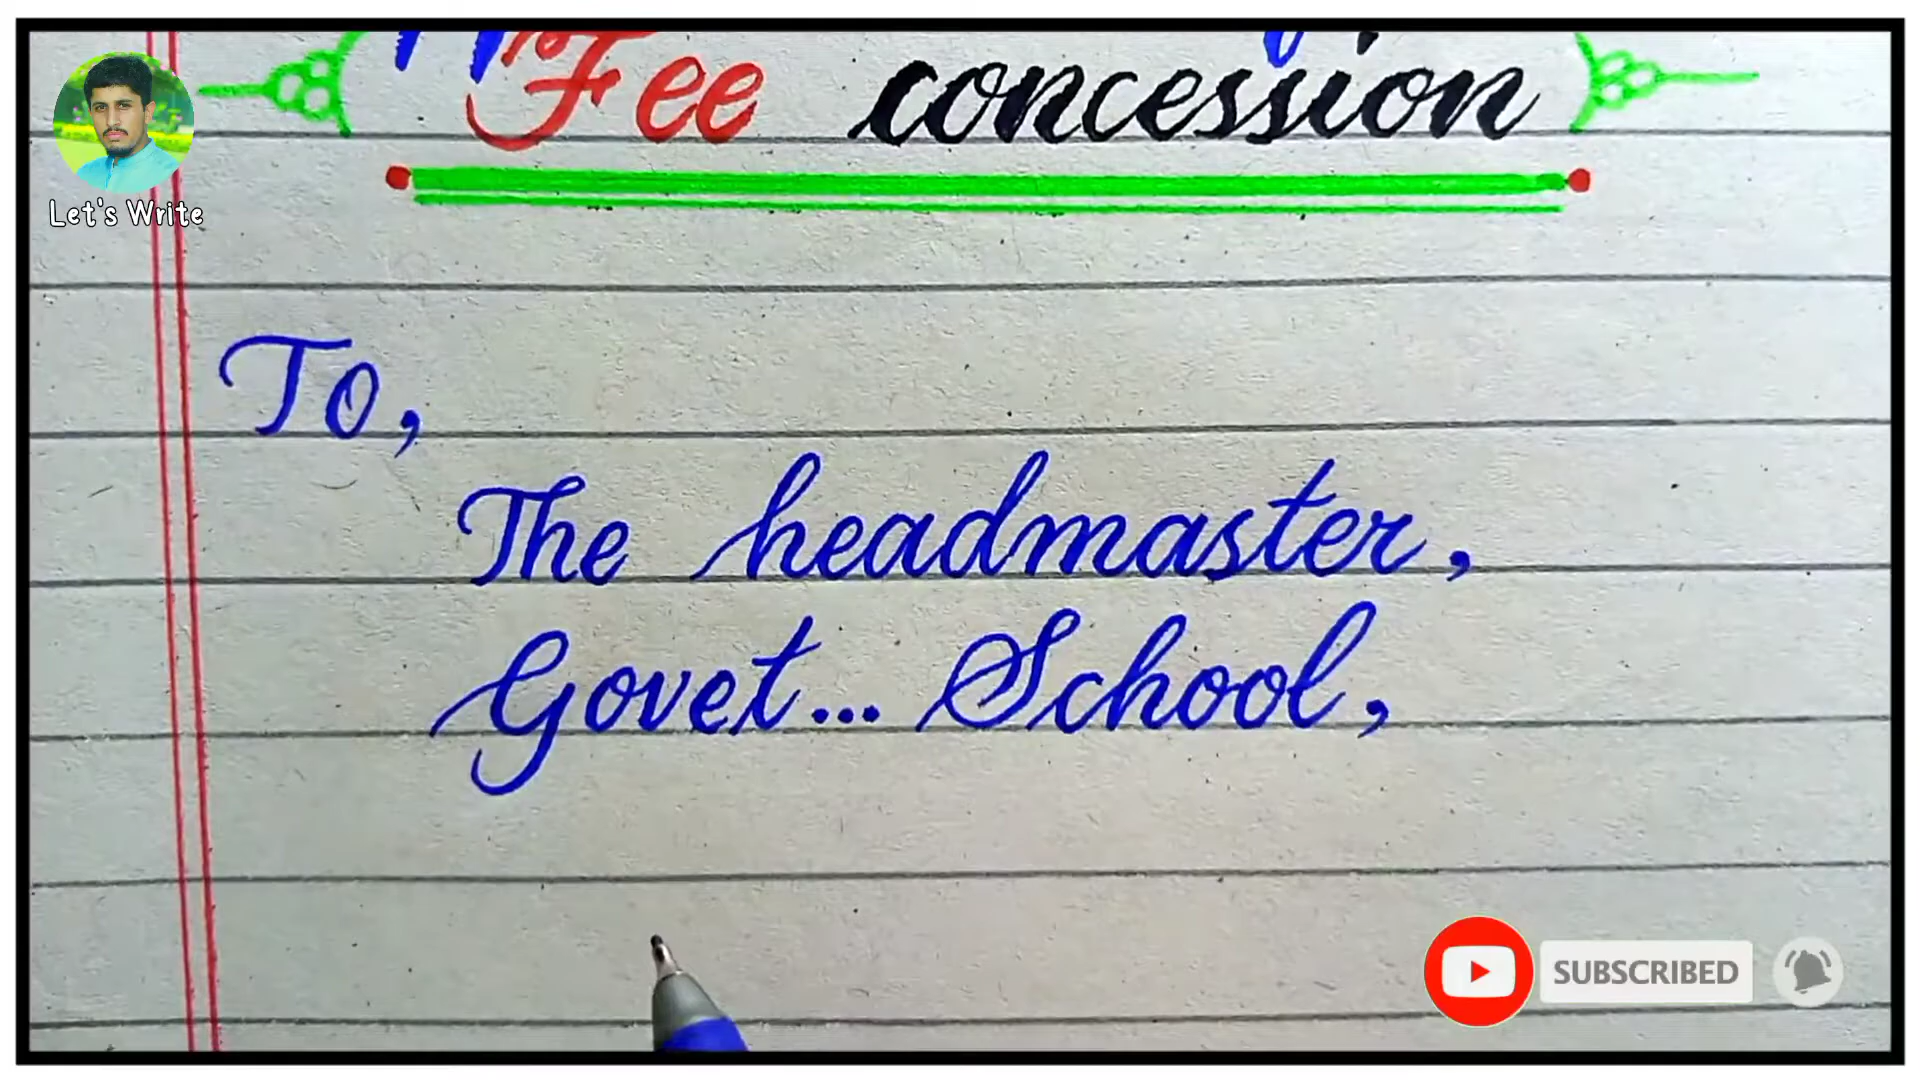 Fee concession
Let's Write
To,
The headmaster,
Govet... School,
SUBSCRIBED